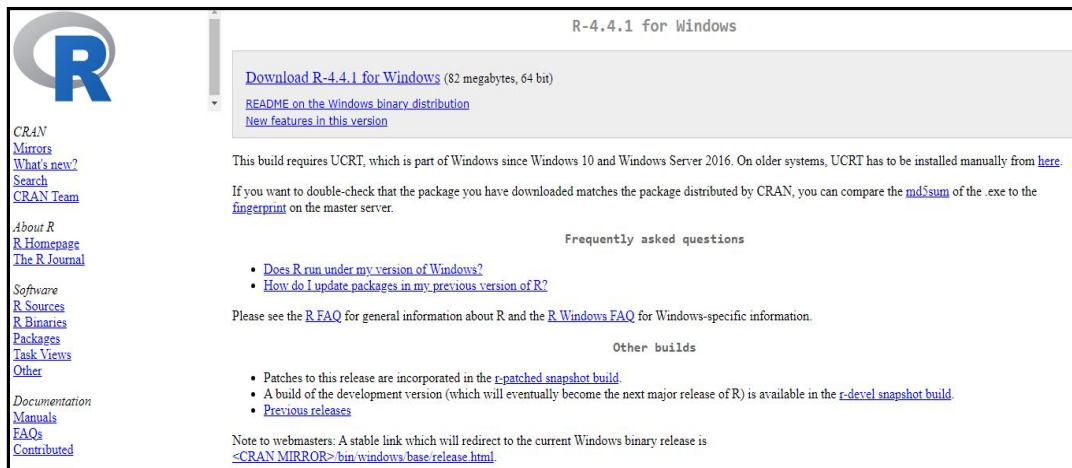 R
CRAN
Mirrors
What's new?
Search
CRAN Team
About R
R Homepage
The R Journal
Software
R Sources
R Binaries
Packages
Task Views
Other
Documentation
Manuals
FAQs
Contributed
R-4.4.1 for Windows
Download R-4.4.1 for Windows (82 megabytes, 64 bit)
README on the Windows binary distribution
New features in this version
This build requires UCRT, which is part of Windows since Windows 10 and Windows Server 2016. On older systems, UCRT has to be installed manually from here.
If you want to double-check that the package you have downloaded matches the package distributed by CRAN, you can compare the md5sum of the .exe to the
fingerprint on the master server.
Frequently asked questions
• Does R run under my version of Windows?
• How do I update packages in my previous version of R?
Please see the R FAQ for general information about R and the R Windows FAQ for Windows-specific information.
Other builds
• Patches to this release are incorporated in the r-patched snapshot build.
• A build of the development version (which will eventually become the next major release of R) is available in the r-devel snapshot build.
• Previous releases
Note to webmasters: A stable link which will redirect to the current Windows binary release is
<CRAN MIRROR>/bin/windows/base/release.html.